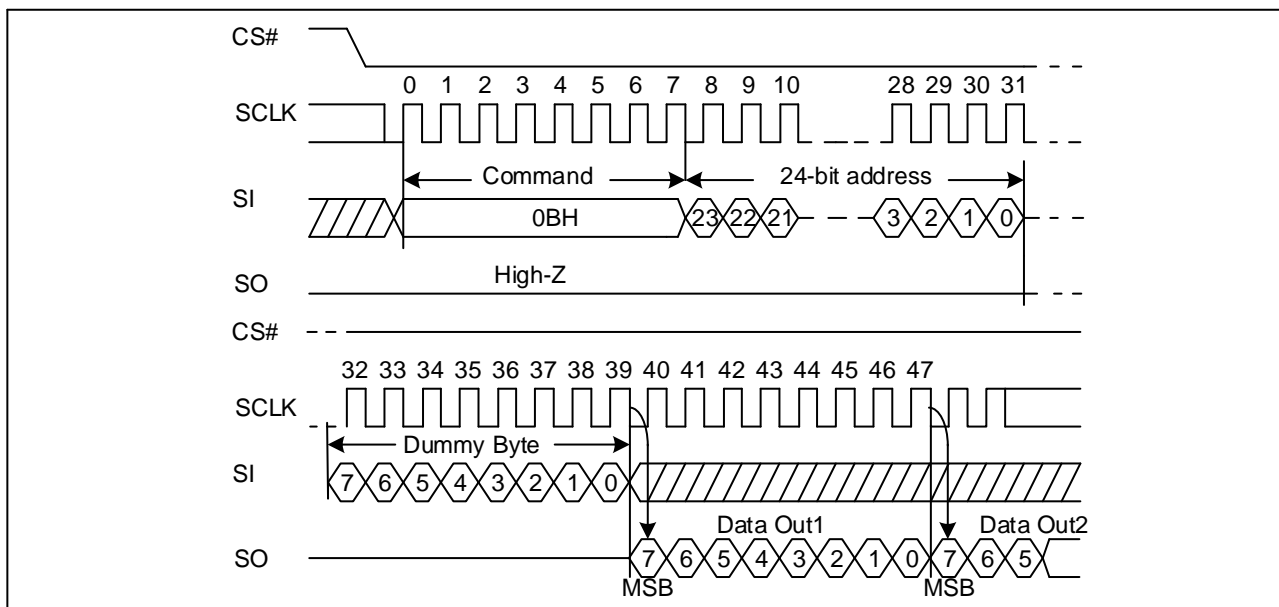 CS#
0 1 2 3 4 5 6 7 8 9 10 28 29 30 31
SCLK
Command 24-bit address
SI
0BH 23 22 21 3 2 1 0
High-Z
SO
CS#
32 33 34 35 36 37 38 39 40 41 42 43 44 45 46 47
SCLK
Dummy Byte
SI
7 6 5 4 3 2 1 0
Data Out1 Data Out2
SO
7 6 5 4 3 2 1 0 7 6 5
MSB MSB